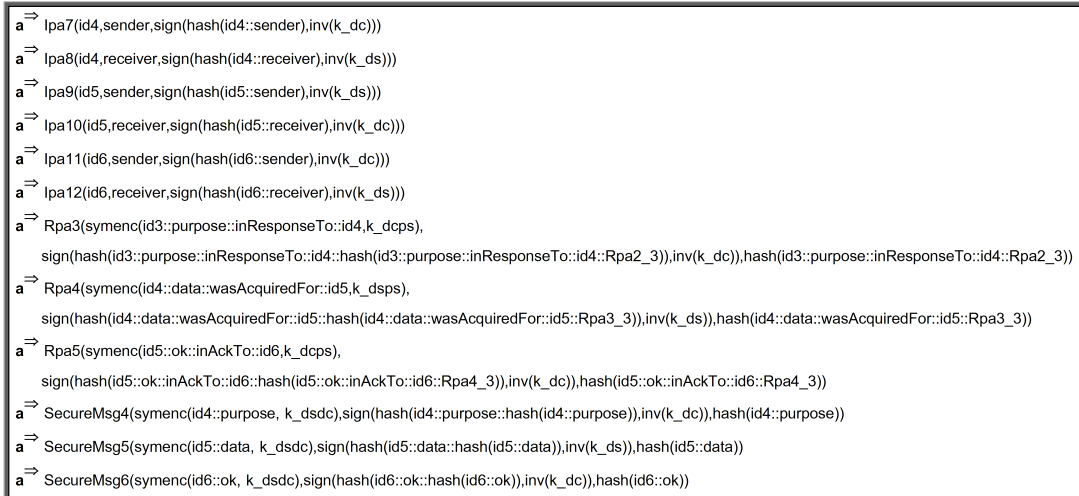 a⇒ Ipa7(id4,sender,sign(hash(id4::sender),inv(k_dc)))
a⇒ Ipa8(id4,receiver,sign(hash(id4::receiver),inv(k_ds)))
a⇒ Ipa9(id5,sender,sign(hash(id5::sender),inv(k_ds)))
a⇒ Ipa10(id5,receiver,sign(hash(id5::receiver),inv(k_dc)))
a⇒ Ipa11(id6,sender,sign(hash(id6::sender),inv(k_dc)))
a⇒ Ipa12(id6,receiver,sign(hash(id6::receiver),inv(k_ds)))
a⇒ Rpa3(symenc(id3::purpose::inResponseTo::id4,k_dcps),
sign(hash(id3::purpose::inResponseTo::id4::hash(id3::purpose::inResponseTo::id4::Rpa2_3)),inv(k_dc)),hash(id3::purpose::inResponseTo::id4::Rpa2_3))
a⇒ Rpa4(symenc(id4::data::wasAcquiredFor::id5,k_dsps),
sign(hash(id4::data::wasAcquiredFor::id5::hash(id4::data::wasAcquiredFor::id5::Rpa3_3)),inv(k_ds)),hash(id4::data::wasAcquiredFor::id5::Rpa3_3))
a⇒ Rpa5(symenc(id5::ok::inAckTo::id6,k_dcps),
sign(hash(id5::ok::inAckTo::id6::hash(id5::ok::inAckTo::id6::Rpa4_3)),inv(k_dc)),hash(id5::ok::inAckTo::id6::Rpa4_3))
a⇒ SecureMsg4(symenc(id4::purpose, k_dsdc),sign(hash(id4::purpose::hash(id4::purpose)),inv(k_dc)),hash(id4::purpose))
a⇒ SecureMsg5(symenc(id5::data, k_dsdc),sign(hash(id5::data::hash(id5::data)),inv(k_ds)),hash(id5::data))
a⇒ SecureMsg6(symenc(id6::ok, k_dsdc),sign(hash(id6::ok::hash(id6::ok)),inv(k_dc)),hash(id6::ok))